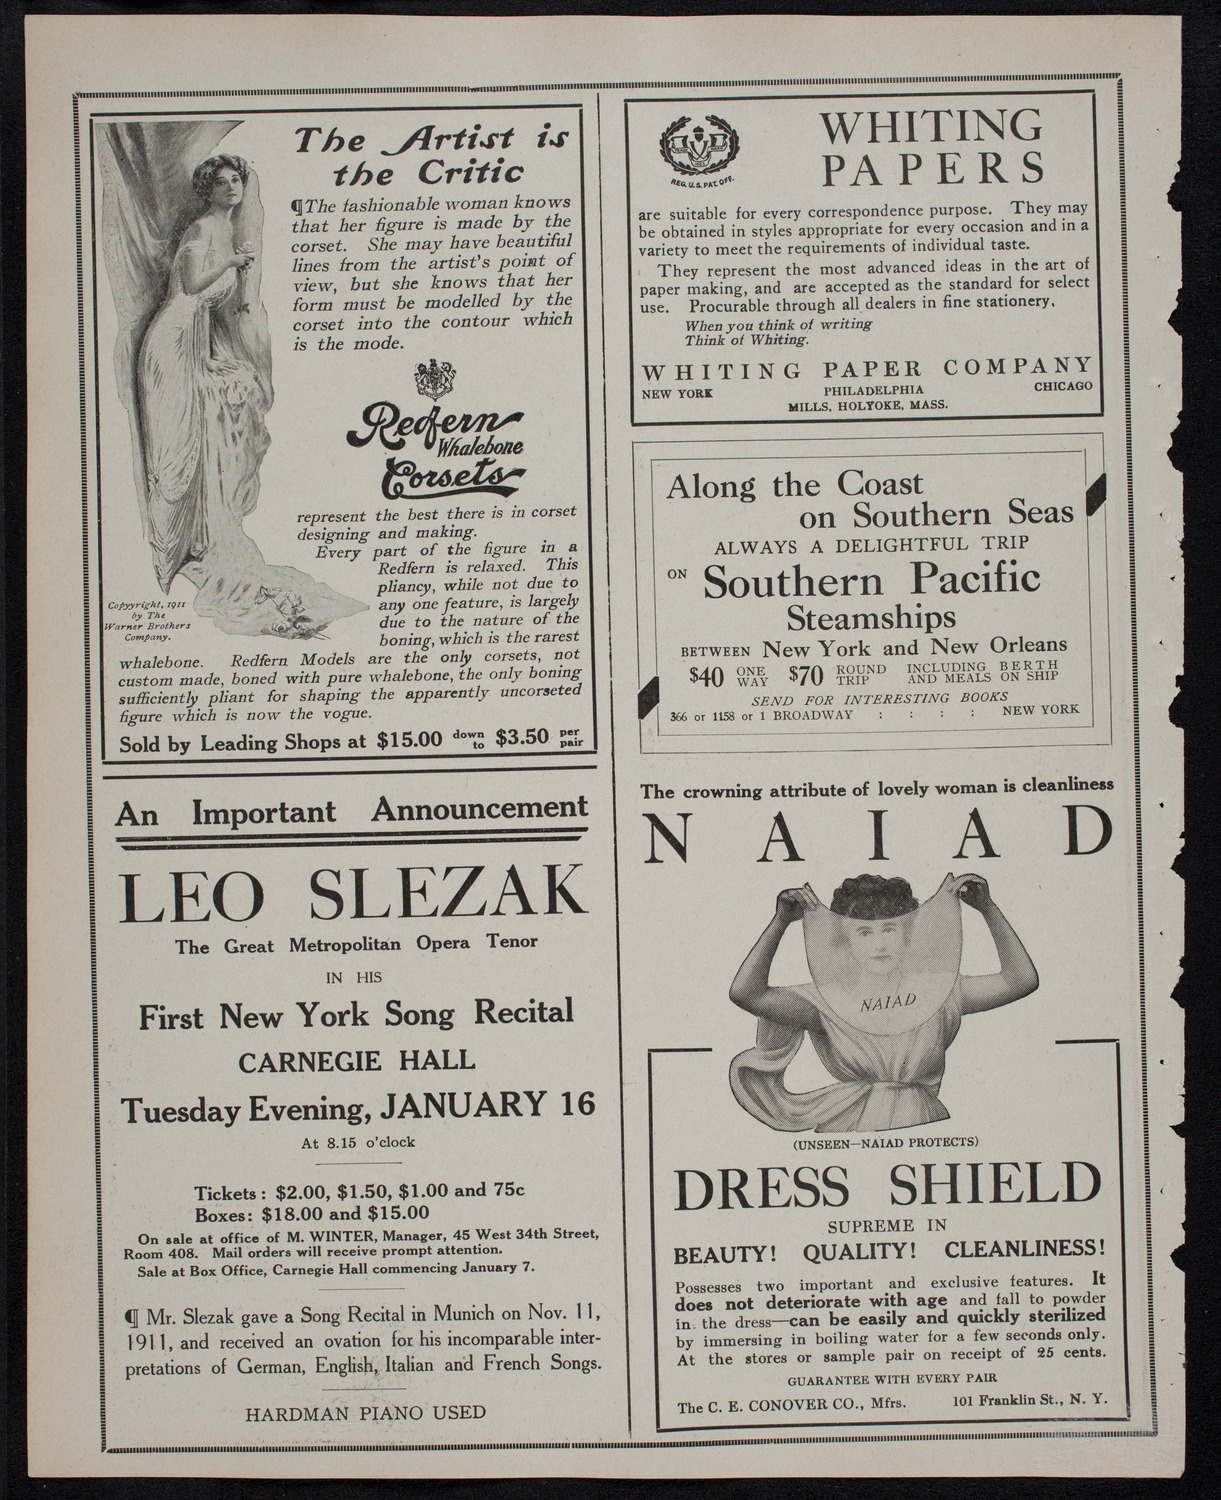 The Artist is
the Critic
¶The fashionable woman knows
that her figure is made by the
corset. She may have beautiful
lines from the artist's point of
view, but she knows that her
form must be modelled by the
corset into the contour which
is the mode.
Redfern
Whalebone
Corsets
represent the best there is in corset
designing and making.
Every part of the figure in a
Redfern is relaxed. This
pliancy, while not due to
any one feature, is largely
due to the nature of the
boning, which is the rarest
Copyyright, 1911
by The
Warner Brothers
Company.
whalebone. Redfern Models are the only corsets, not
custom made, boned with pure whalebone, the only boning
sufficiently pliant for shaping the apparently uncorseted
figure which is now the vogue.
Sold by Leading Shops at $15.00 down to $3.50 per pair
An Important Announcement
LEO SLEZAK
The Great Metropolitan Opera Tenor
IN HIS
First New York Song Recital
CARNEGIE HALL
Tuesday Evening, JANUARY 16
At 8.15 o'clock
Tickets: $2.00, $1.50, $1.00 and 75c
Boxes: $18.00 and $15.00
On sale at office of M. WINTER, Manager, 45 West 34th Street,
Room 408. Mail orders will receive prompt attention.
Sale at Box Office, Carnegie Hall commencing January 7.
¶ Mr. Slezak gave a Song Recital in Munich on Nov. 11,
1911, and received an ovation for his incomparable inter-
pretations of German, English, Italian and French Songs.
HARDMAN PIANO USED
REG. U.S. PAT. OFF.
WHITING
PAPERS
are suitable for every correspondence purpose. They may
be obtained in styles appropriate for every occasion and in a
variety to meet the requirements of individual taste.
They represent the most advanced ideas in the art of
paper making, and are accepted as the standard for select
use. Procurable through all dealers in fine stationery.
When you think of writing
Think of Whiting.
WHITING PAPER COMPANY
NEW YORK PHILADELPHIA CHICAGO
MILLS, HOLYOKE, MASS.
Along the Coast
on Southern Seas
ALWAYS A DELIGHTFUL TRIP
ON Southern Pacific
Steamships
BETWEEN New York and New Orleans
$40 ONE WAY $70 ROUND TRIP INCLUDING BERTH AND MEALS ON SHIP
SEND FOR INTERESTING BOOKS
366 or 1158 or 1 BROADWAY : : : : NEW YORK
The crowning attribute of lovely woman is cleanliness
NAIAD
NAIAD
(UNSEEN—NAIAD PROTECTS)
DRESS SHIELD
SUPREME IN
BEAUTY! QUALITY! CLEANLINESS!
Possesses two important and exclusive features. It
does not deteriorate with age and fall to powder
in the dress—can be easily and quickly sterilized
by immersing in boiling water for a few seconds only.
At the stores or sample pair on receipt of 25 cents.
GUARANTEE WITH EVERY PAIR
The C. E. CONOVER CO., Mfrs. 101 Franklin St., N. Y.